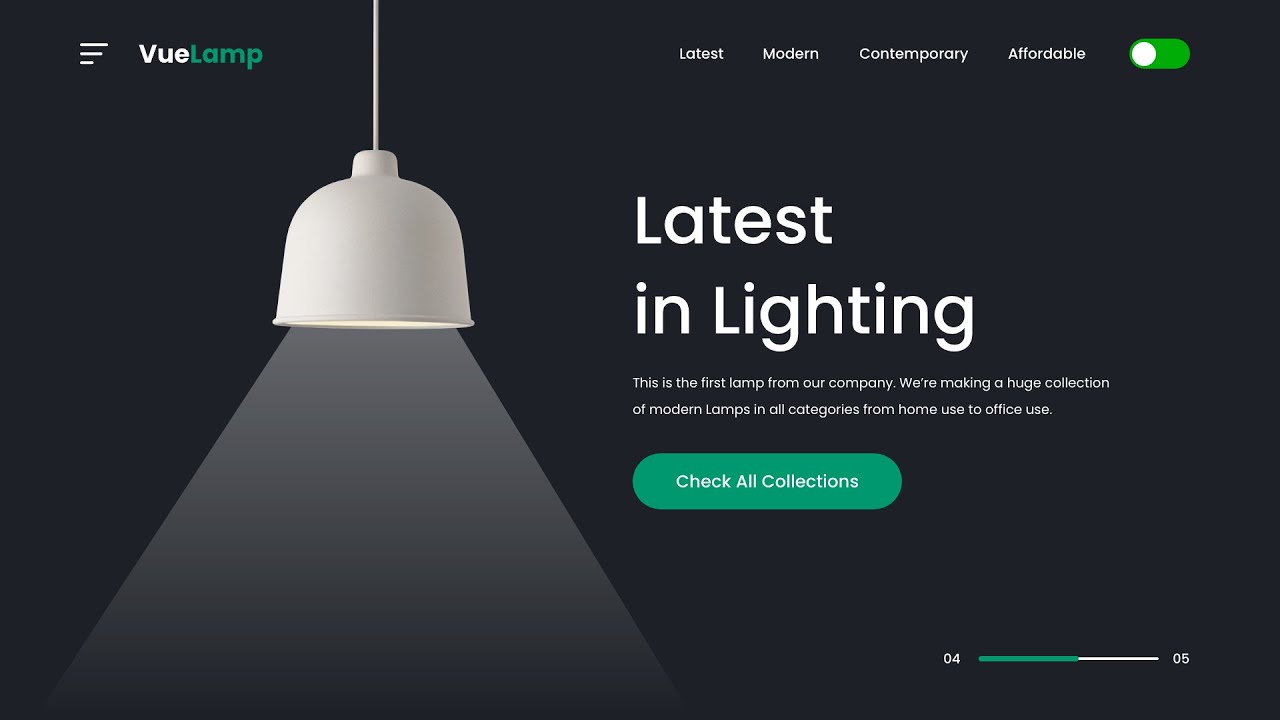 VueLamp
Latest
Modern
Contemporary
Affordable
Latest
in Lighting
This is the first lamp from our company. We’re making a huge collection
of modern Lamps in all categories from home use to office use.
Check All Collections
04
05